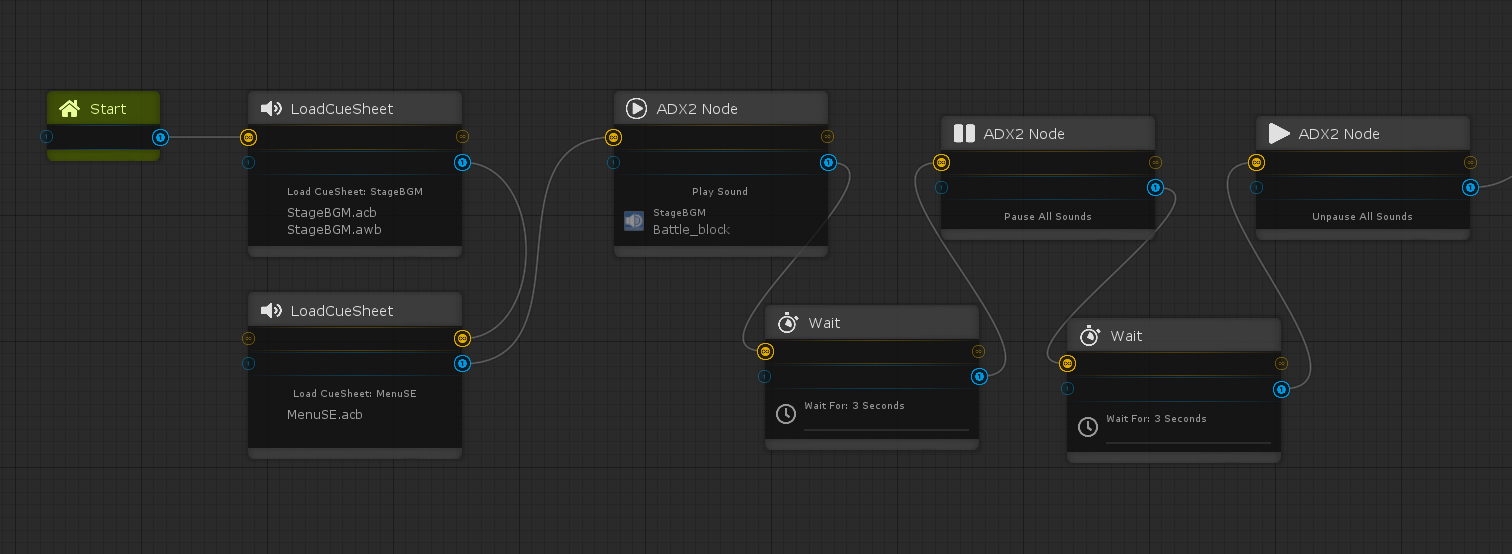 Start
LoadCueSheet
Load CueSheet: StageBGM
StageBGM.acb
StageBGM.awb
LoadCueSheet
Load CueSheet: MenuSE
MenuSE.acb
ADX2 Node
Play Sound
StageBGM
Battle_block
Wait
Wait For: 3 Seconds
ADX2 Node
Pause All Sounds
Wait
Wait For: 3 Seconds
ADX2 Node
Unpause All Sounds